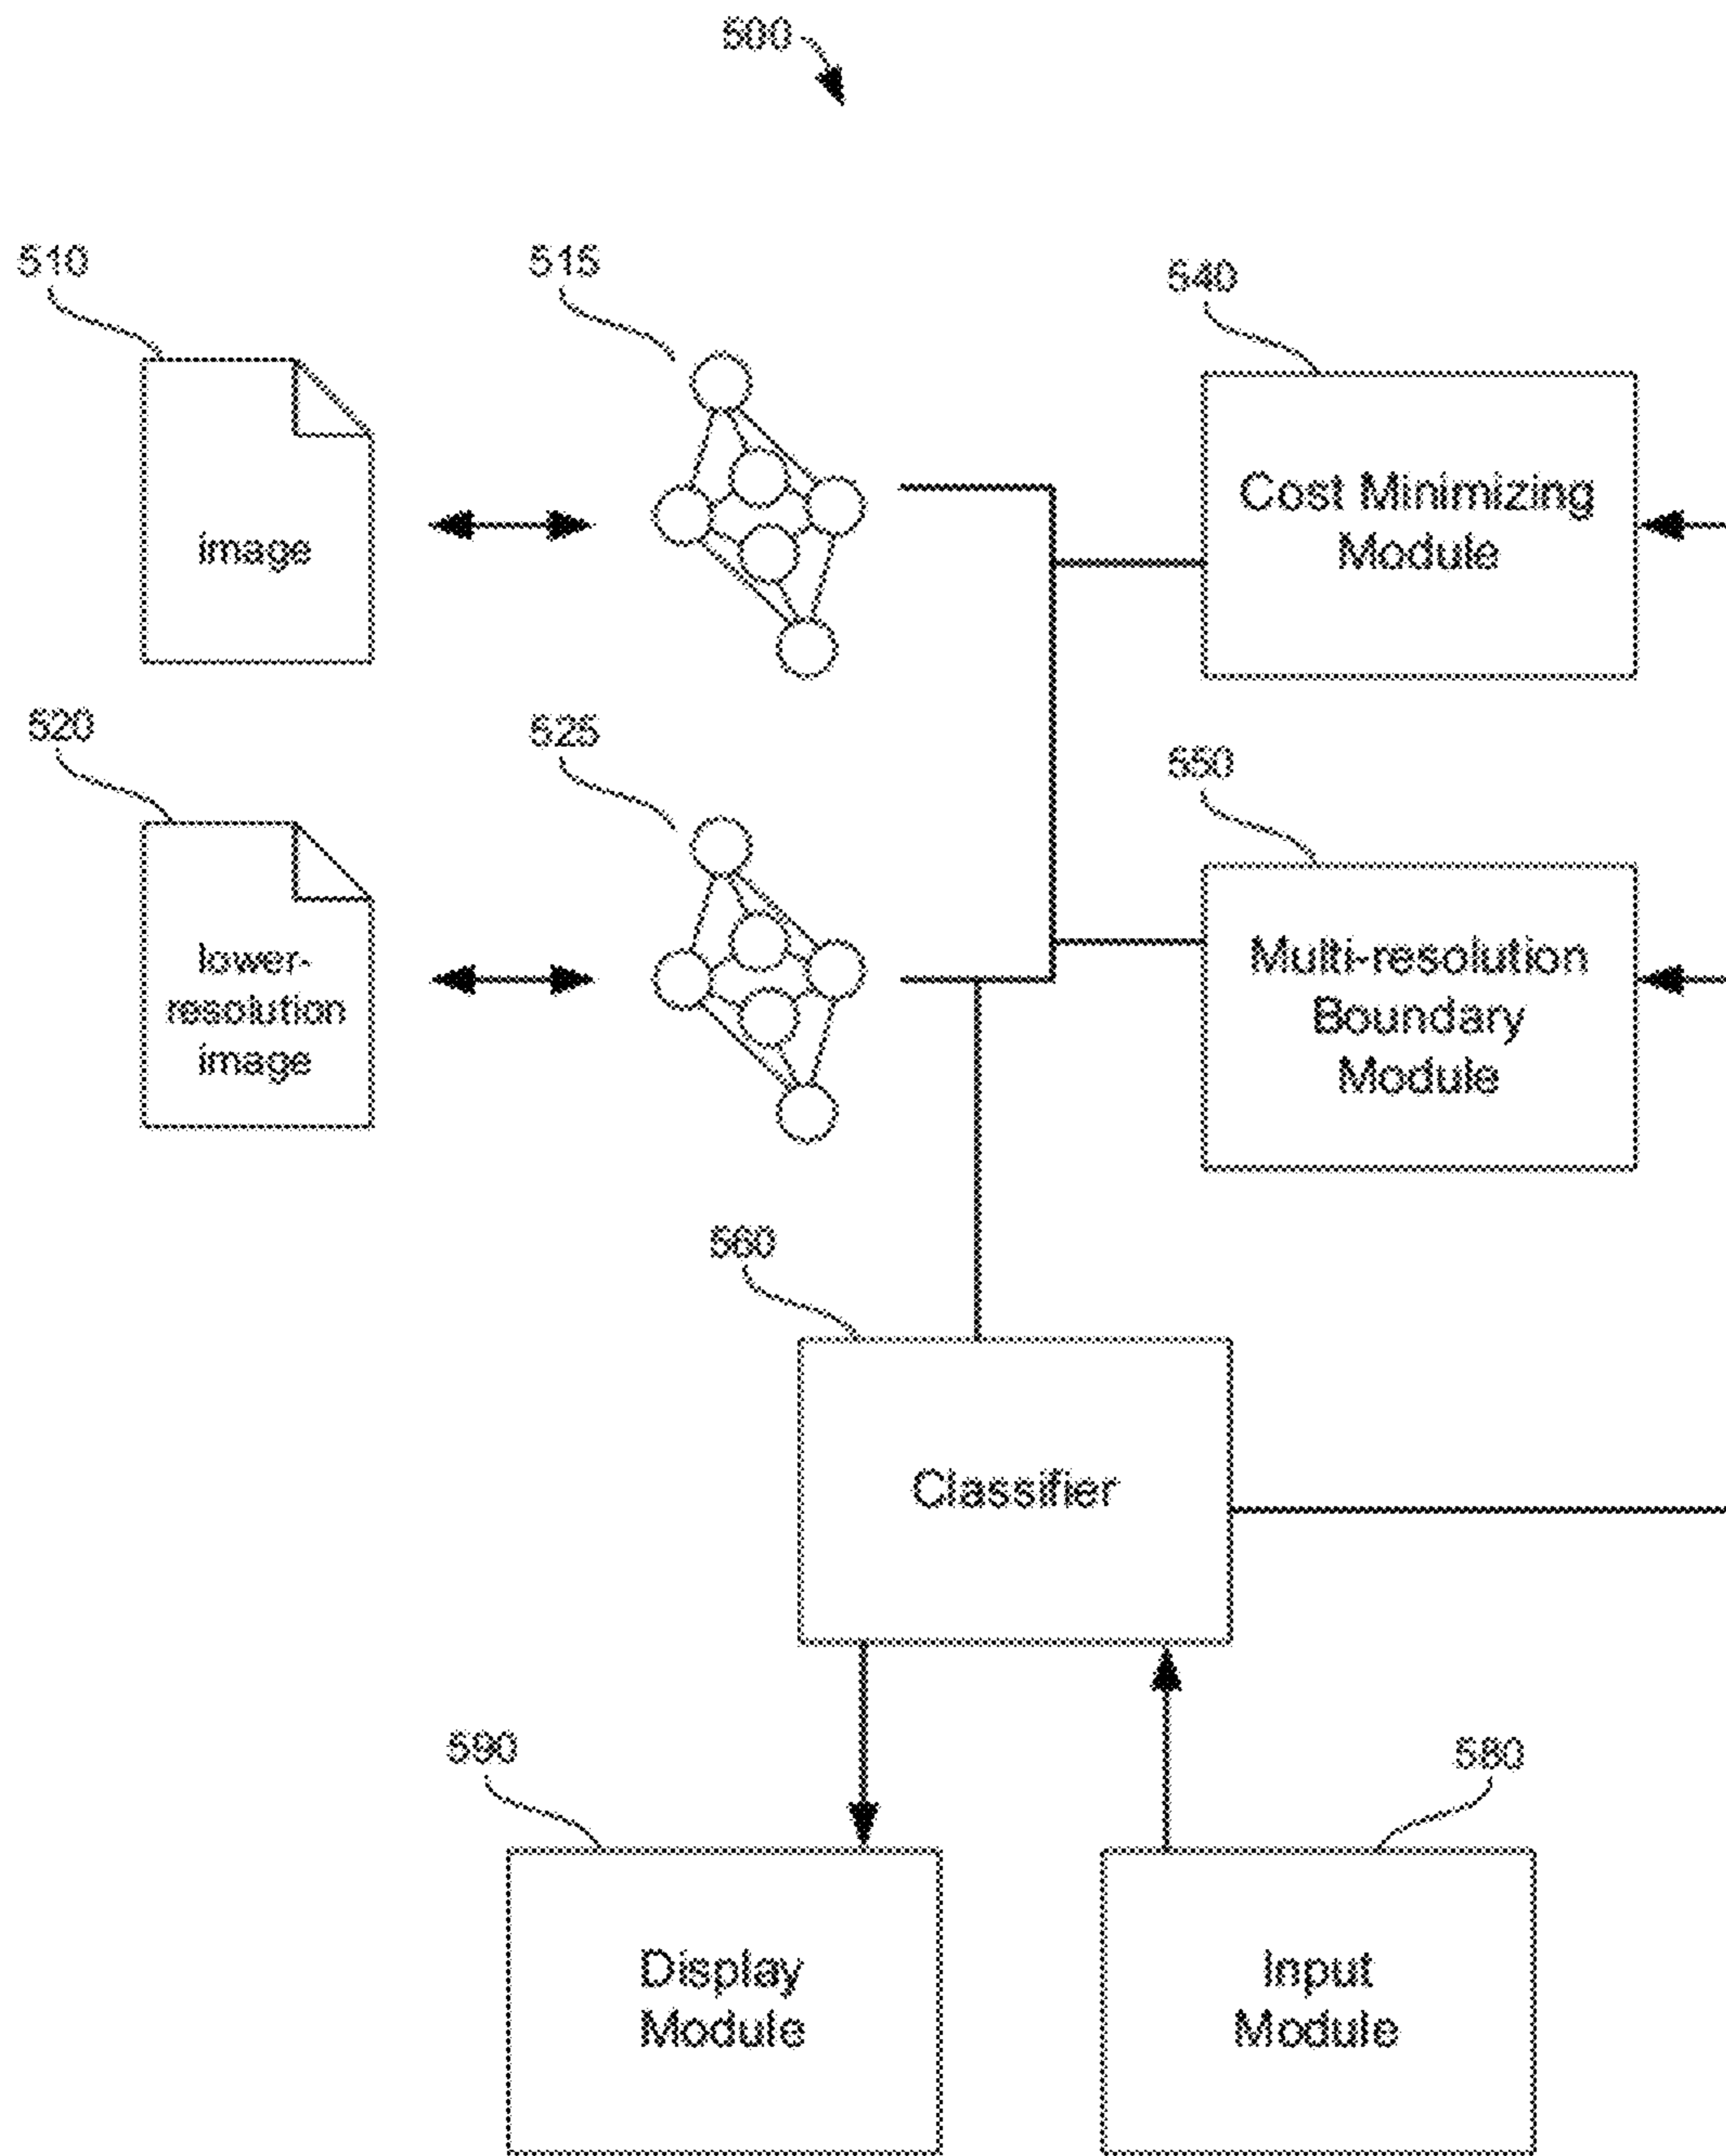 500
510
515
540
image
Cost Minimizing
Module
520
525
550
lower-
resolution
image
Multi-resolution
Boundary
Module
560
Classifier
590
580
Display
Module
Input
Module